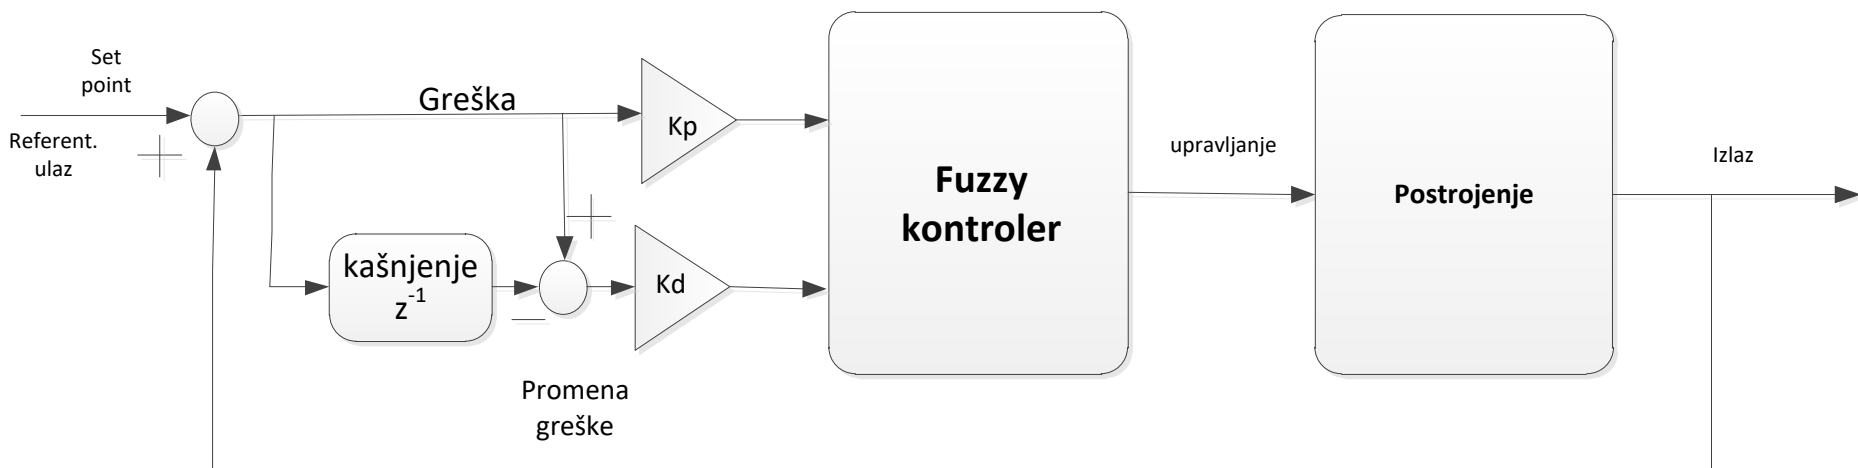 Set
point
Referent.
ulaz
Greška
Kp
kašnjenje
z⁻¹
Kd
Promena
greške
Fuzzy
kontroler
upravljanje
Postrojenje
Izlaz